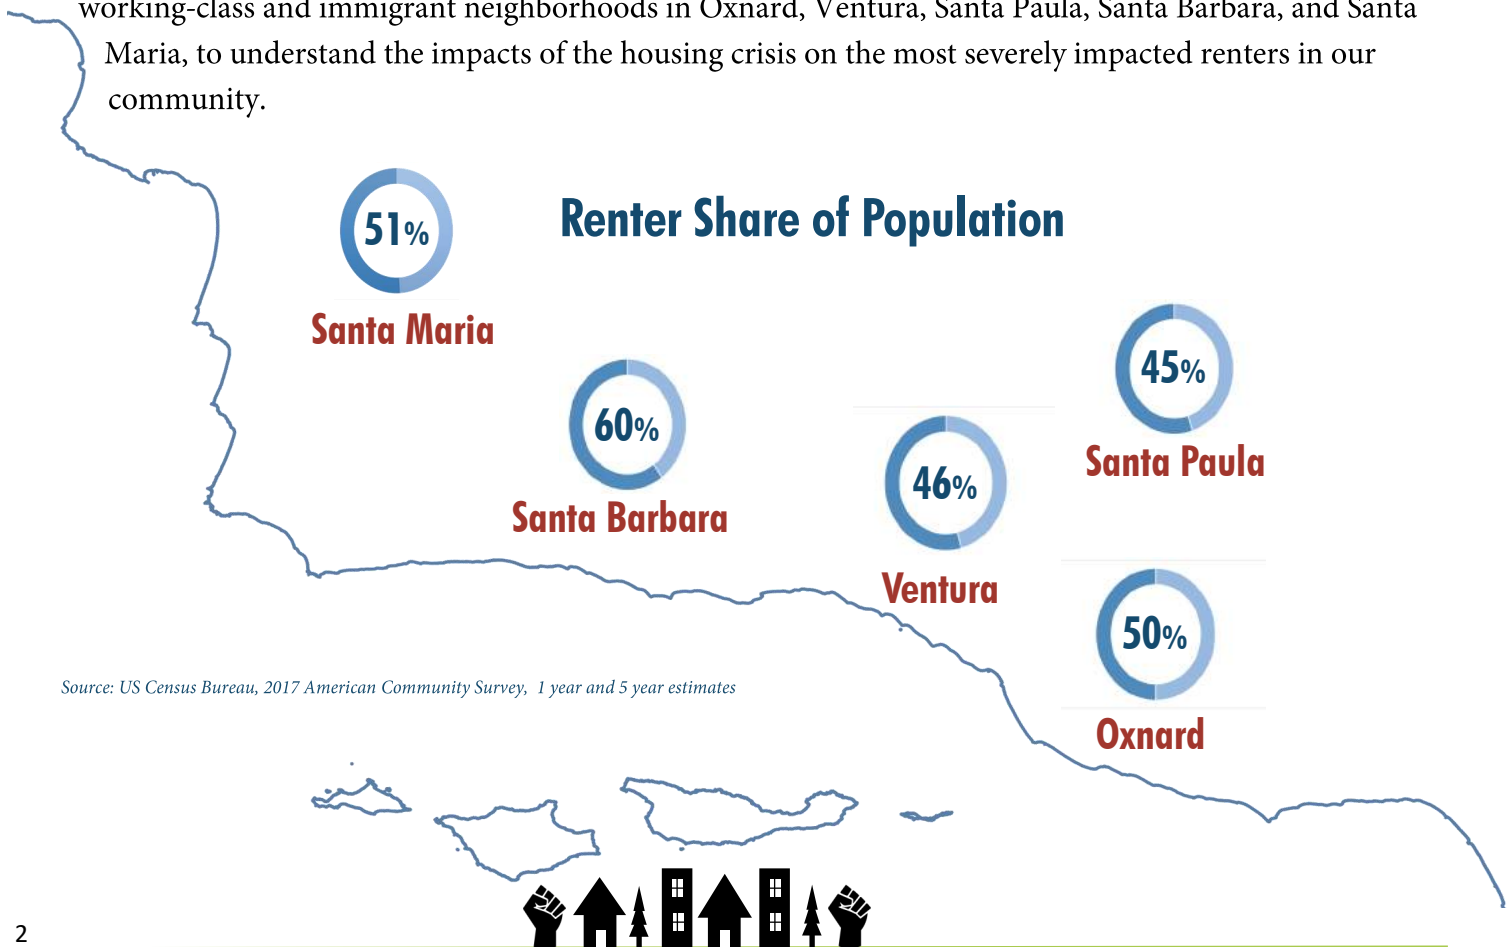 working-class and immigrant neighborhoods in Oxnard, Ventura, Santa Paula, Santa Barbara, and Santa
Maria, to understand the impacts of the housing crisis on the most severely impacted renters in our
community.
Renter Share of Population
51%
Santa Maria
60%
Santa Barbara
46%
Ventura
45%
Santa Paula
50%
Oxnard
Source: US Census Bureau, 2017 American Community Survey,  1 year and 5 year estimates
2